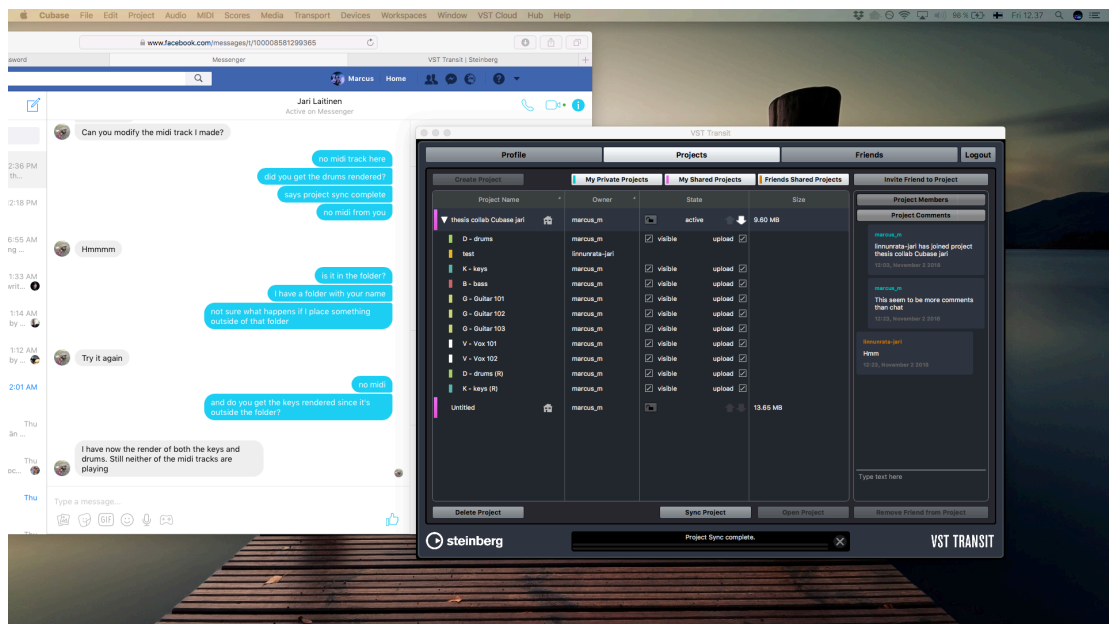 Cubase File Edit Project Audio MIDI Scores Media Transport Devices Workspaces Window VST Cloud Hub Help
96 % Fri 12.37
www.facebook.com/messages/t/100008581299365
sword
Messenger
VST Transit | Steinberg
Marcus Home
Jari Laitinen
Active on Messenger
2:36 PM
th...
2:18 PM
6:55 AM
ng ...
1:33 AM
writ...
1:14 AM
by ...
1:12 AM
by ...
2:01 AM
Thu
än ...
Thu
oc...
Thu
Can you modify the midi track I made?
no midi track here
did you get the drums rendered?
says project sync complete
no midi from you
Hmmmm
is it in the folder?
I have a folder with your name
not sure what happens if I place something
outside of that folder
Try it again
no midi
and do you get the keys rendered since it's
outside the folder?
I have now the render of both the keys and
drums. Still neither of the midi tracks are
playing
Type a message...
GIF
VST Transit
Profile Projects Friends Logout
Create Project My Private Projects My Shared Projects Friends Shared Projects Invite Friend to Project
Project Name Owner State Size
thesis collab Cubase jari marcus_m active 9.60 MB
D - drums marcus_m visible upload
test linnunrata-jari
K - keys marcus_m visible upload
B - bass marcus_m visible upload
G - Guitar 101 marcus_m visible upload
G - Guitar 102 marcus_m visible upload
G - Guitar 103 marcus_m visible upload
V - Vox 101 marcus_m visible upload
V - Vox 102 marcus_m visible upload
D - drums (R) marcus_m visible upload
K - keys (R) marcus_m visible upload
Untitled marcus_m 13.65 MB
Project Members
Project Comments
marcus_m
linnunrata-jari has joined project
thesis collab Cubase jari
12:03, November 2 2018
marcus_m
This seem to be more comments
than chat
12:23, November 2 2018
linnunrata-jari
Hmm
12:23, November 2 2018
Type text here
Delete Project Sync Project Open Project Remove Friend from Project
steinberg
Project Sync complete.
VST TRANSIT